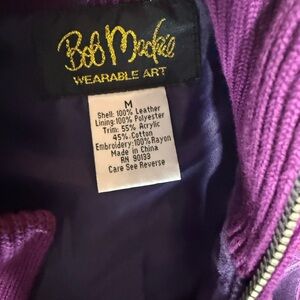 Bob Mackie
WEARABLE ART
M
Shell: 100% Leather
Lining:100% Polyester
Trim: 55% Acrylic
45% Cotton
Embroidery:100%Rayon
Made in China
RN 90133
Care See Reverse